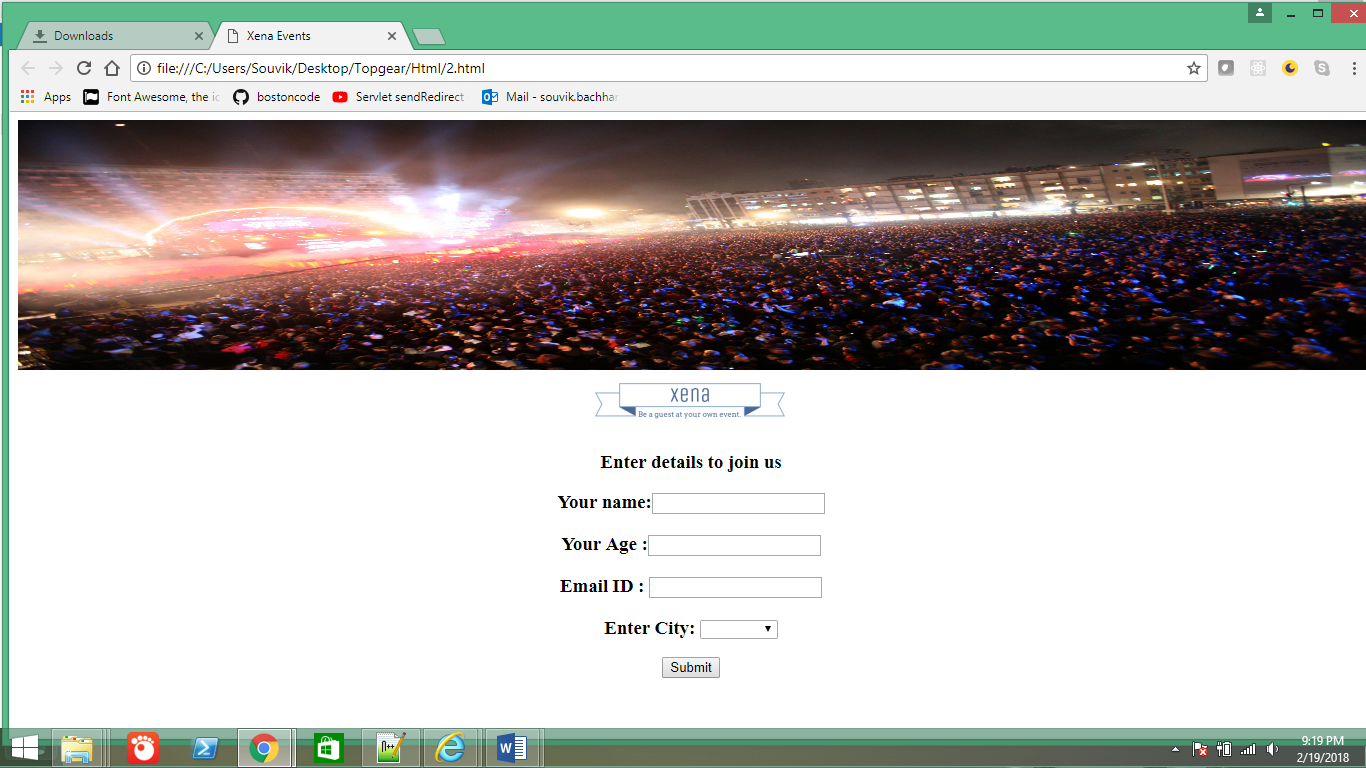 Downloads
Xena Events
file:///C:/Users/Souvik/Desktop/Topgear/Html/2.html
Apps
Font Awesome, the ic
bostoncode
Servlet sendRedirect
Mail - souvik.bachhar
xena
Be a guest at your own event.
Enter details to join us
Your name:
Your Age :
Email ID :
Enter City:
Submit
9:19 PM
2/19/2018